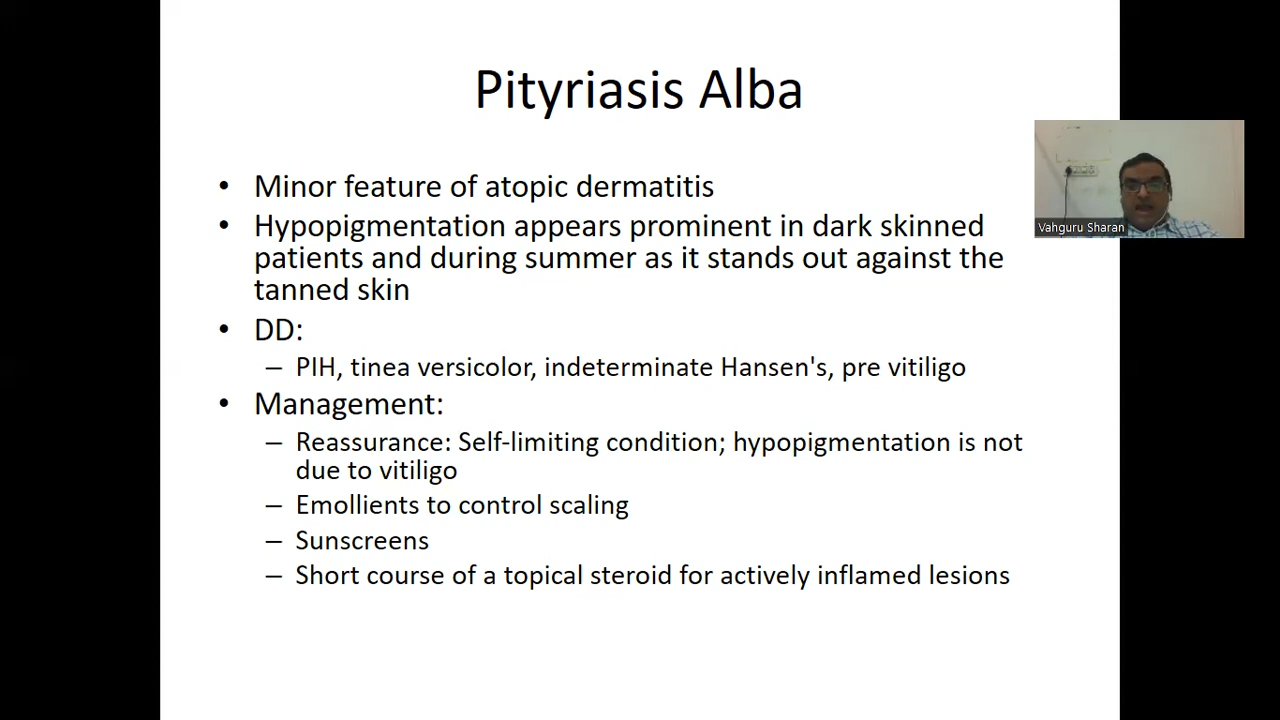 Pityriasis Alba
• Minor feature of atopic dermatitis
• Hypopigmentation appears prominent in dark skinned
patients and during summer as it stands out against the
tanned skin
• DD:
– PIH, tinea versicolor, indeterminate Hansen's, pre vitiligo
• Management:
– Reassurance: Self-limiting condition; hypopigmentation is not
due to vitiligo
– Emollients to control scaling
– Sunscreens
– Short course of a topical steroid for actively inflamed lesions
Vahguru Sharan